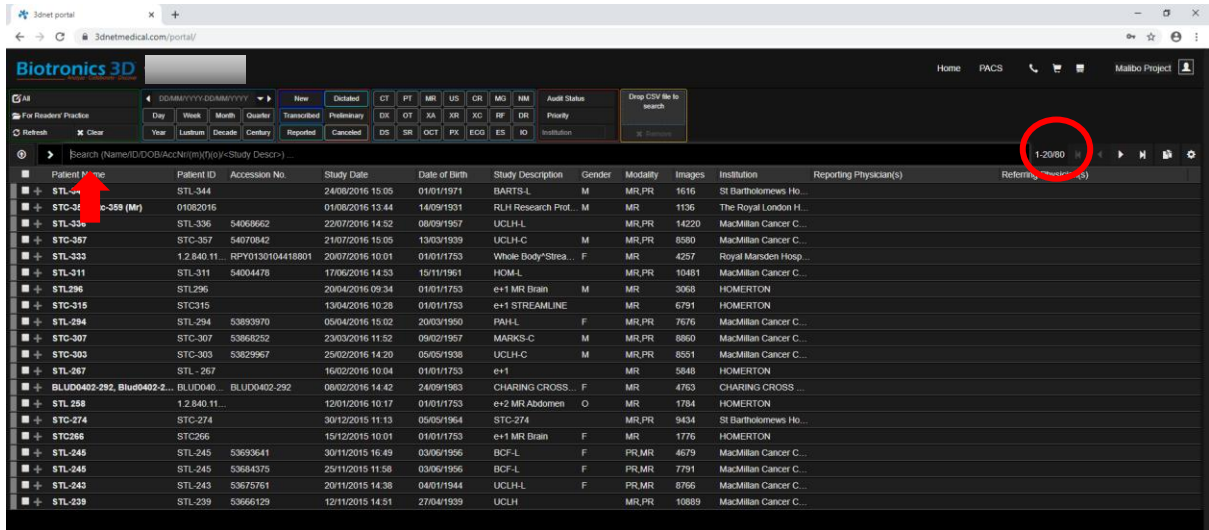 3dnet portal
3dnetmedical.com/portal/
Biotronics 3D
Home PACS Malibo Project
All DD/MM/YYYY-DD/MM/YYYY New Dictated CT PT MR US CR MG NM Audit Status Drop CSV file to search
For Readers' Practice Day Week Month Quarter Transcribed Preliminary DX OT XA XR XC RF DR Priority
Refresh Clear Year Lustrum Decade Century Reported Canceled DS SR OCT PX ECG ES IO Institution Remove
Search (Name/ID/DOB/AccNr/(m)(f)(o)/<Study Descr>) ... 1-20/80
Patient Name Patient ID Accession No. Study Date Date of Birth Study Description Gender Modality Images Institution Reporting Physician(s) Referring Physician(s)
STL-344 24/08/2016 15:05 01/01/1971 BARTS-L M MR,PR 1616 St Bartholomews Ho...
(Mr) 01082016 01/08/2016 13:44 14/09/1931 RLH Research Prot... M MR 1136 The Royal London H...
STL-336 STL-336 54068662 22/07/2016 14:52 08/09/1957 UCLH-L MR,PR 14220 MacMillan Cancer C...
STC-357 STC-357 54070842 21/07/2016 15:05 13/03/1939 UCLH-C M MR,PR 8580 MacMillan Cancer C...
STL-333 1.2.840.11... RPY0130104418801 20/07/2016 10:01 01/01/1753 Whole Body^Strea... F MR 4257 Royal Marsden Hosp...
STL-311 STL-311 54004478 17/06/2016 14:53 15/11/1961 HOM-L MR,PR 10481 MacMillan Cancer C...
STL296 STL296 20/04/2016 09:34 01/01/1753 e+1 MR Brain M MR 3068 HOMERTON
STC-315 STC315 13/04/2016 10:28 01/01/1753 e+1 STREAMLINE MR 6791 HOMERTON
STL-294 STL-294 53893970 05/04/2016 15:02 20/03/1950 PAH-L F MR,PR 7676 MacMillan Cancer C...
STC-307 STC-307 53868252 23/03/2016 11:52 09/02/1957 MARKS-C M MR,PR 8860 MacMillan Cancer C...
STC-303 STC-303 53829967 25/02/2016 14:20 05/05/1938 UCLH-C M MR,PR 8551 MacMillan Cancer C...
STL-267 STL - 267 16/02/2016 10:04 01/01/1753 e+1 MR 5848 HOMERTON
BLUD0402-292, Blud0402-2... BLUD040... BLUD0402-292 08/02/2016 14:42 24/09/1983 CHARING CROSS... F MR 4763 CHARING CROSS ...
STL 258 1.2.840.11... 12/01/2016 10:17 01/01/1753 e+2 MR Abdomen O MR 1784 HOMERTON
STC-274 STC-274 30/12/2015 11:13 05/05/1964 STC-274 MR,PR 9434 St Bartholomews Ho...
STC266 STC266 15/12/2015 10:01 01/01/1753 e+1 MR Brain F MR 1776 HOMERTON
STL-245 STL-245 53693641 30/11/2015 16:49 03/06/1956 BCF-L F PR,MR 4679 MacMillan Cancer C...
STL-245 STL-245 53684375 25/11/2015 11:58 03/06/1956 BCF-L F PR,MR 7791 MacMillan Cancer C...
STL-243 STL-243 53675761 20/11/2015 14:38 04/01/1944 UCLH-L F PR,MR 8766 MacMillan Cancer C...
STL-239 STL-239 53666129 12/11/2015 14:51 27/04/1939 UCLH MR,PR 10889 MacMillan Cancer C...